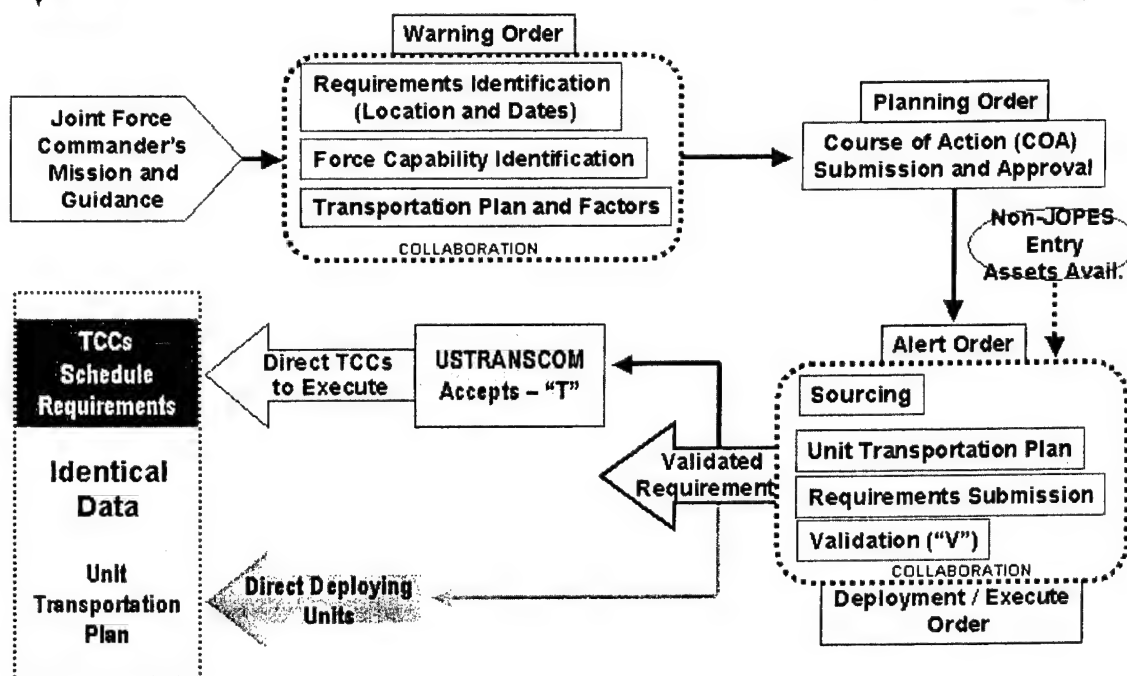 Warning Order
Requirements Identification
(Location and Dates)
Force Capability Identification
Transportation Plan and Factors
COLLABORATION
Joint Force
Commander's
Mission and
Guidance
Planning Order
Course of Action (COA)
Submission and Approval
Non-JOPES
Entry
Assets Avail.
Alert Order
Sourcing
Unit Transportation Plan
Requirements Submission
Validation ("V")
COLLABORATION
Deployment / Execute
Order
Validated
Requirement
USTRANSCOM
Accepts – "T"
Direct TCCs
to Execute
TCCs
Schedule
Requirements
Identical
Data
Unit
Transportation
Plan
Direct Deploying
Units